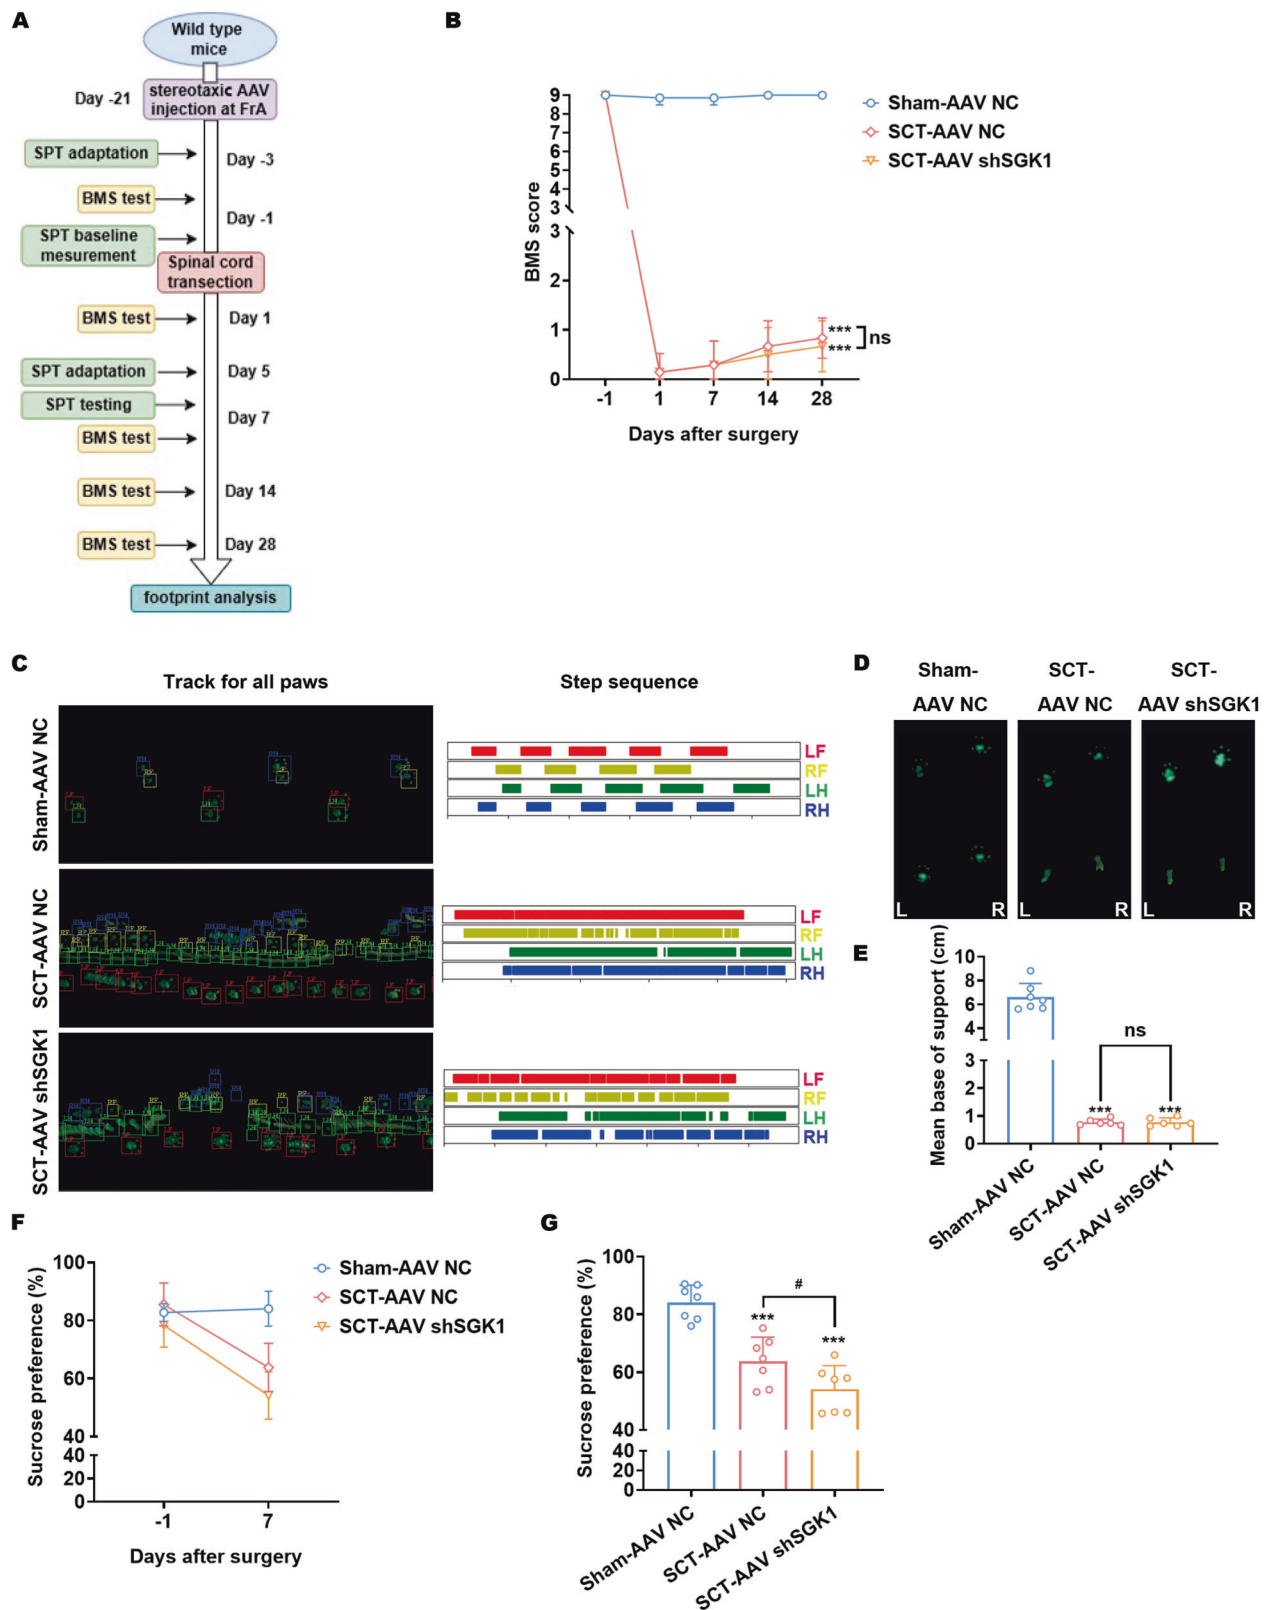 A
Wild type
mice
Day -21
stereotaxic AAV
injection at FrA
SPT adaptation
Day -3
BMS test
Day -1
SPT baseline
mesurement
Spinal cord
transection
BMS test
Day 1
SPT adaptation
Day 5
SPT testing
Day 7
BMS test
BMS test
Day 14
BMS test
Day 28
footprint analysis
B
BMS score
9
8
7
6
5
4
3
3
2
1
0
-1 1 7 14 28
Days after surgery
Sham-AAV NC
SCT-AAV NC
SCT-AAV shSGK1
***
***
ns
C
Track for all paws
Step sequence
Sham-AAV NC
LF
RF
LH
RH
SCT-AAV NC
LF
RF
LH
RH
SCT-AAV shSGK1
LF
RF
LH
RH
D
Sham-
AAV NC
SCT-
AAV NC
SCT-
AAV shSGK1
L R
L R
L R
E
Mean base of support (cm)
10
8
6
4
3
2
1
0
ns
***
***
Sham-AAV NC
SCT-AAV NC
SCT-AAV shSGK1
F
Sucrose preference (%)
100
80
60
40
40
20
0
-1 7
Days after surgery
Sham-AAV NC
SCT-AAV NC
SCT-AAV shSGK1
G
Sucrose preference (%)
100
80
60
40
40
20
0
#
***
***
Sham-AAV NC
SCT-AAV NC
SCT-AAV shSGK1